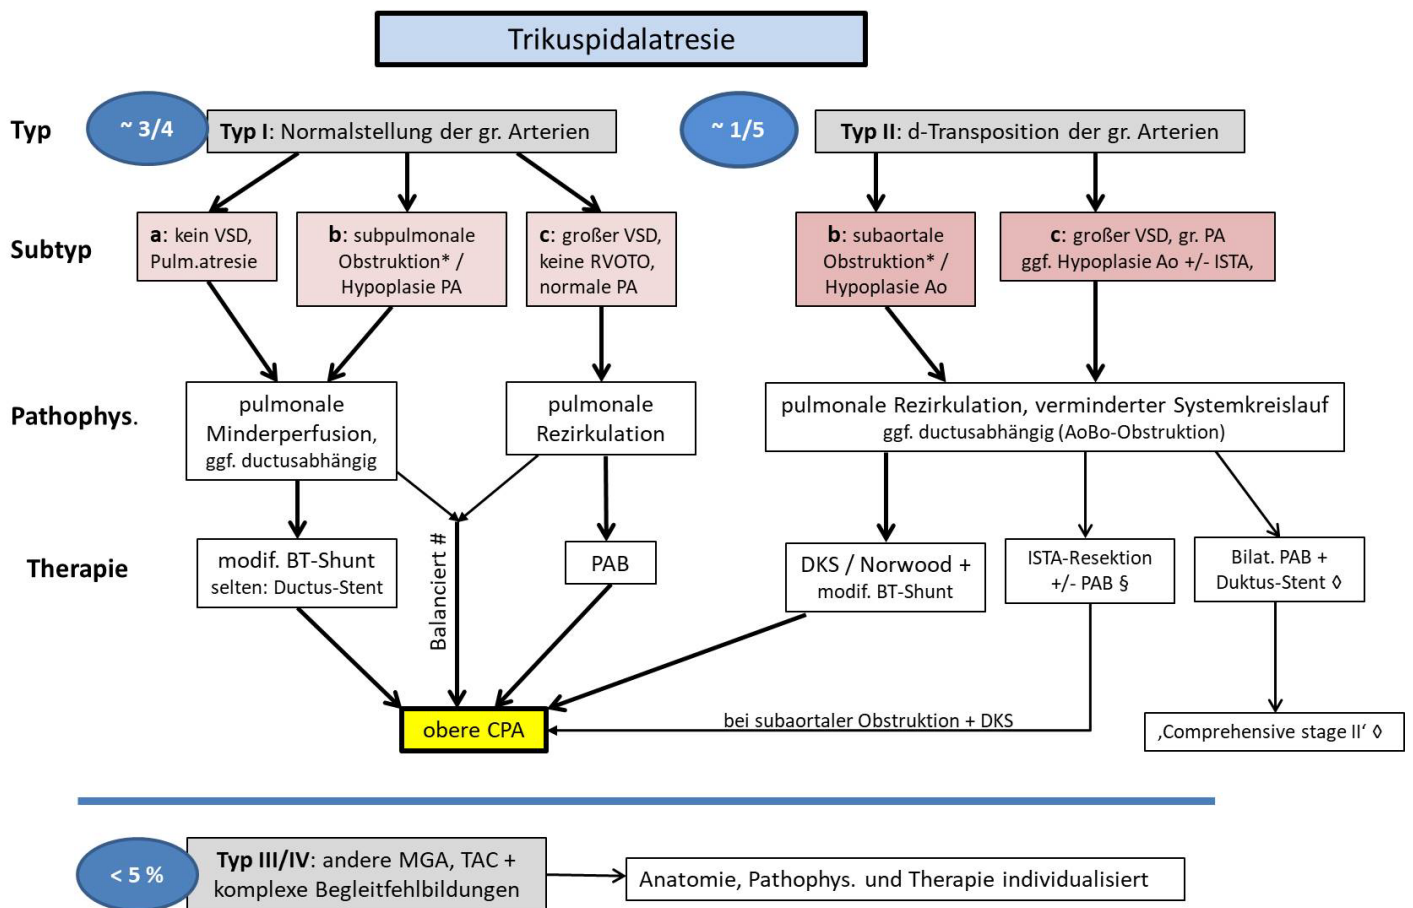 Trikuspidalatresie
Typ
~ 3/4
Typ I: Normalstellung der gr. Arterien
~ 1/5
Typ II: d-Transposition der gr. Arterien
Subtyp
a: kein VSD,
Pulm.atresie
b: subpulmonale
Obstruktion* /
Hypoplasie PA
c: großer VSD,
keine RVOTO,
normale PA
b: subaortale
Obstruktion* /
Hypoplasie Ao
c: großer VSD, gr. PA
ggf. Hypoplasie Ao +/- ISTA,
Pathophys.
pulmonale
Minderperfusion,
ggf. ductusabhängig
pulmonale
Rezirkulation
pulmonale Rezirkulation, verminderter Systemkreislauf
ggf. ductusabhängig (AoBo-Obstruktion)
Therapie
modif. BT-Shunt
selten: Ductus-Stent
Balanciert #
PAB
DKS / Norwood +
modif. BT-Shunt
ISTA-Resektion
+/- PAB §
Bilat. PAB +
Duktus-Stent ◊
obere CPA
bei subaortaler Obstruktion + DKS
‚Comprehensive stage II‘ ◊
< 5 %
Typ III/IV: andere MGA, TAC +
komplexe Begleitfehlbildungen
Anatomie, Pathophys. und Therapie individualisiert